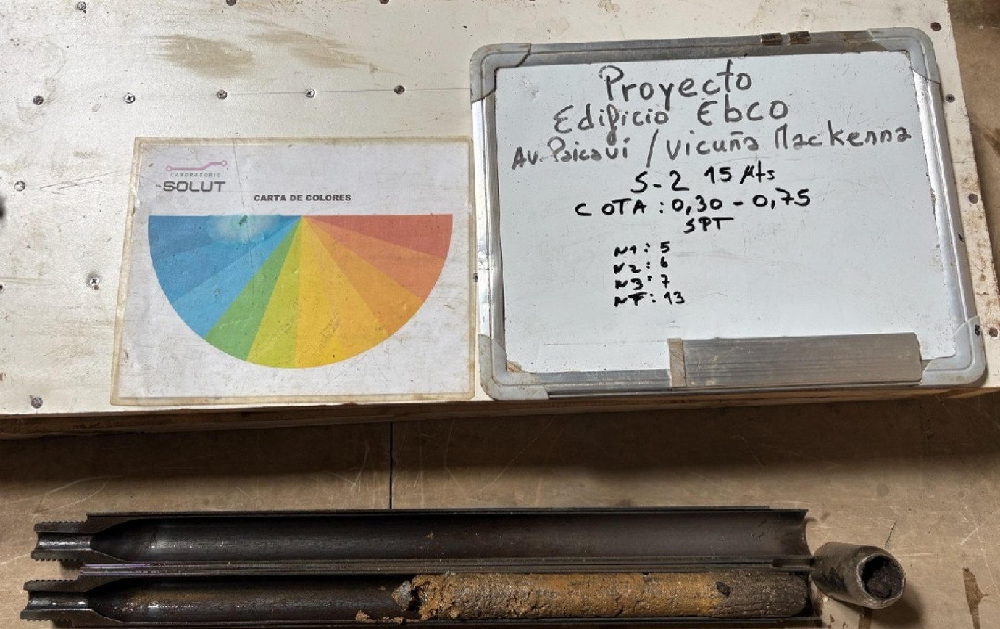 LABORATORIO
SOLUT
CARTA DE COLORES
Proyecto
Edificio Ebco
Av. Paicaví / Vicuña Mackenna
S-2 15 Mts
COTA : 0,30 - 0,75
SPT
N1 : 5
N2 : 6
N3 : 7
NT : 13